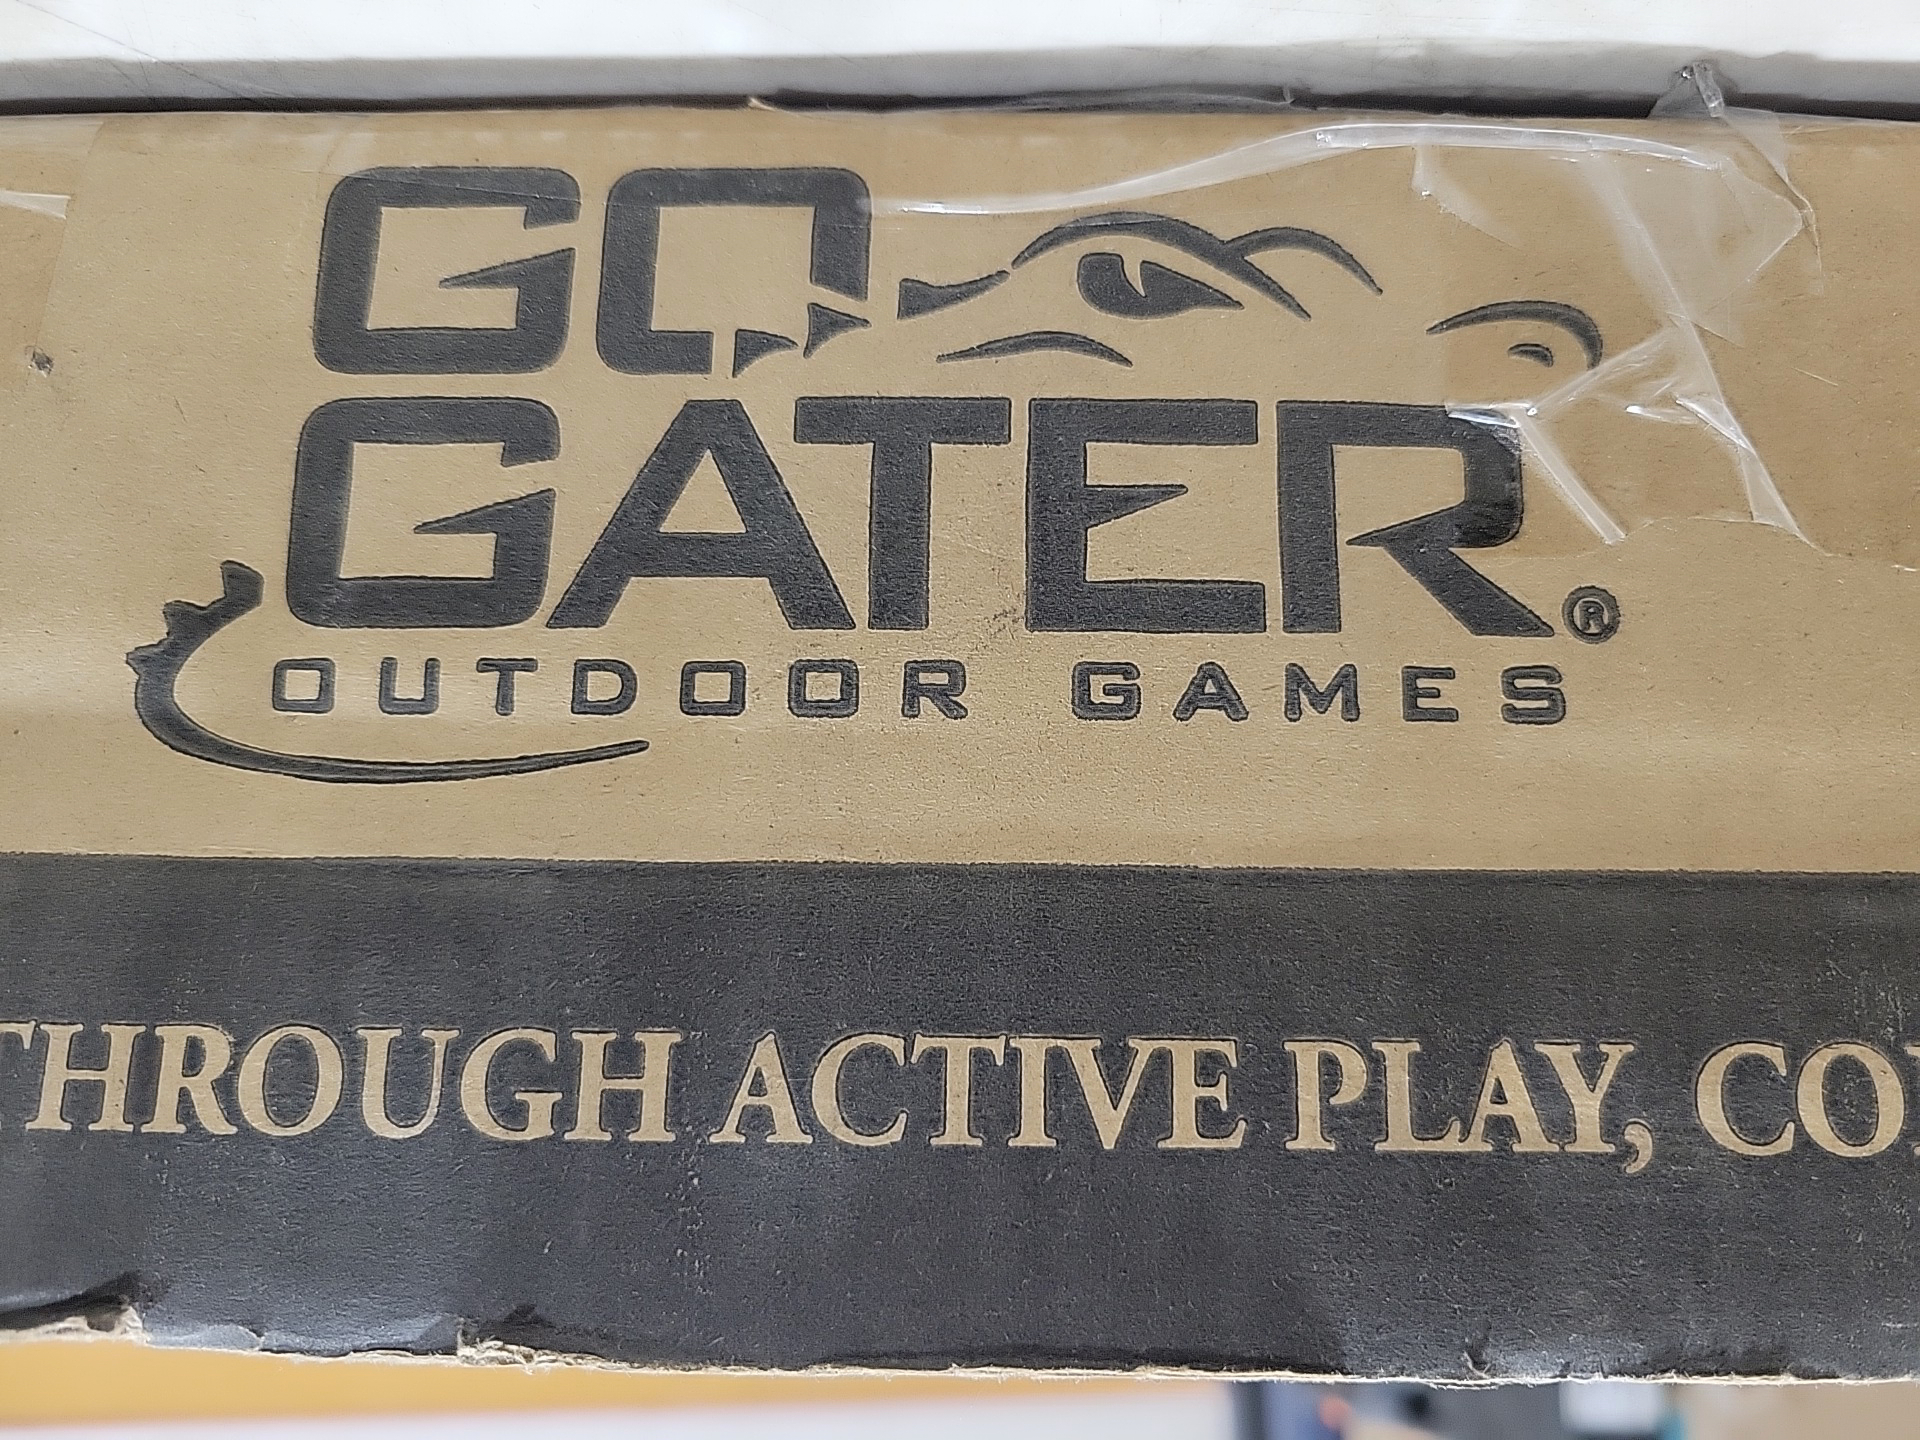 GO
GATER®
OUTDOOR GAMES
THROUGH ACTIVE PLAY,